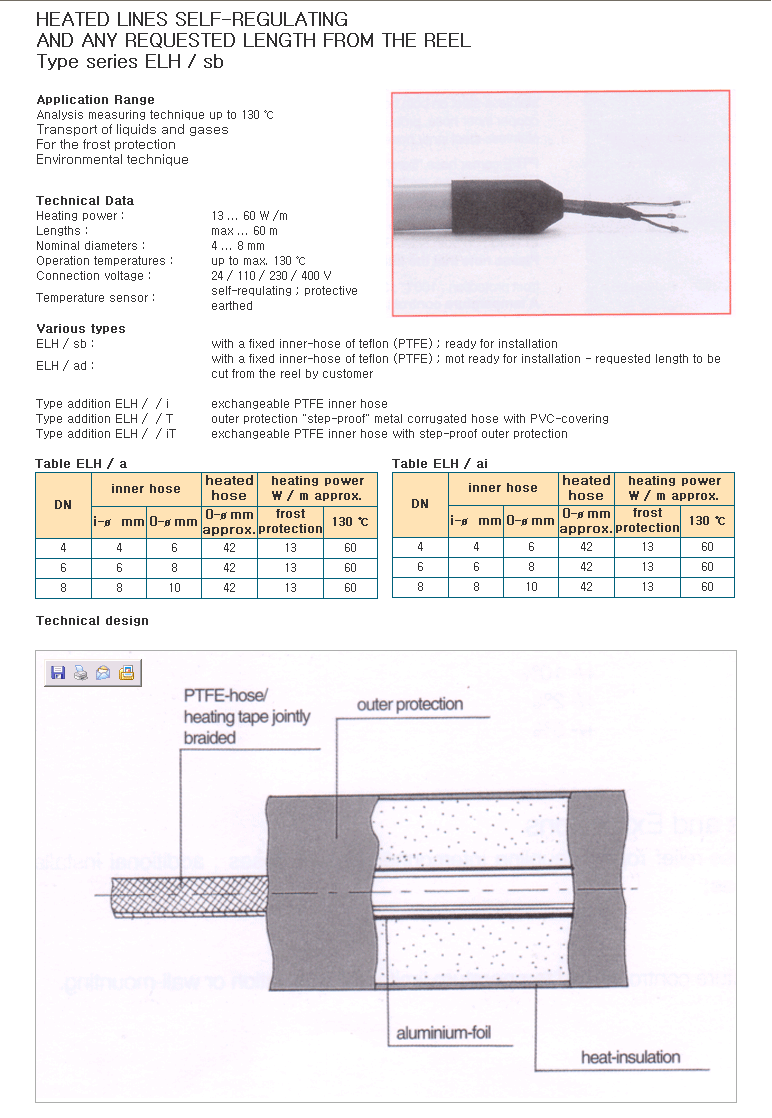 HEATED LINES SELF-REGULATING
AND ANY REQUESTED LENGTH FROM THE REEL
Type series ELH / sb
Application Range
Analysis measuring technique up to 130 ℃
Transport of liquids and gases
For the frost protection
Environmental technique
Technical Data
Heating power : 13 ... 60 W /m
Lengths : max ... 60 m
Nominal diameters : 4 ... 8 mm
Operation temperatures : up to max. 130 ℃
Connection voltage : 24 / 110 / 230 / 400 V
Temperature sensor : self-requlating ; protective
earthed
Various types
ELH / sb : with a fixed inner-hose of teflon (PTFE) ; ready for installation
ELH / ad : with a fixed inner-hose of teflon (PTFE) ; mot ready for installation - requested length to be
cut from the reel by customer
Type addition ELH / / i exchangeable PTFE inner hose
Type addition ELH / / T outer protection "step-proof" metal corrugated hose with PVC-covering
Type addition ELH / / iT exchangeable PTFE inner hose with step-proof outer protection
Table ELH / a
DN inner hose heated hose heating power W / m approx.
i-ø mm 0-ø mm 0-ø mm approx. frost protection 130 ℃
4 4 6 42 13 60
6 6 8 42 13 60
8 8 10 42 13 60
Table ELH / ai
DN inner hose heated hose heating power W / m approx.
i-ø mm 0-ø mm 0-ø mm approx. frost protection 130 ℃
4 4 6 42 13 60
6 6 8 42 13 60
8 8 10 42 13 60
Technical design
PTFE-hose/
heating tape jointly
braided
outer protection
aluminium-foil
heat-insulation